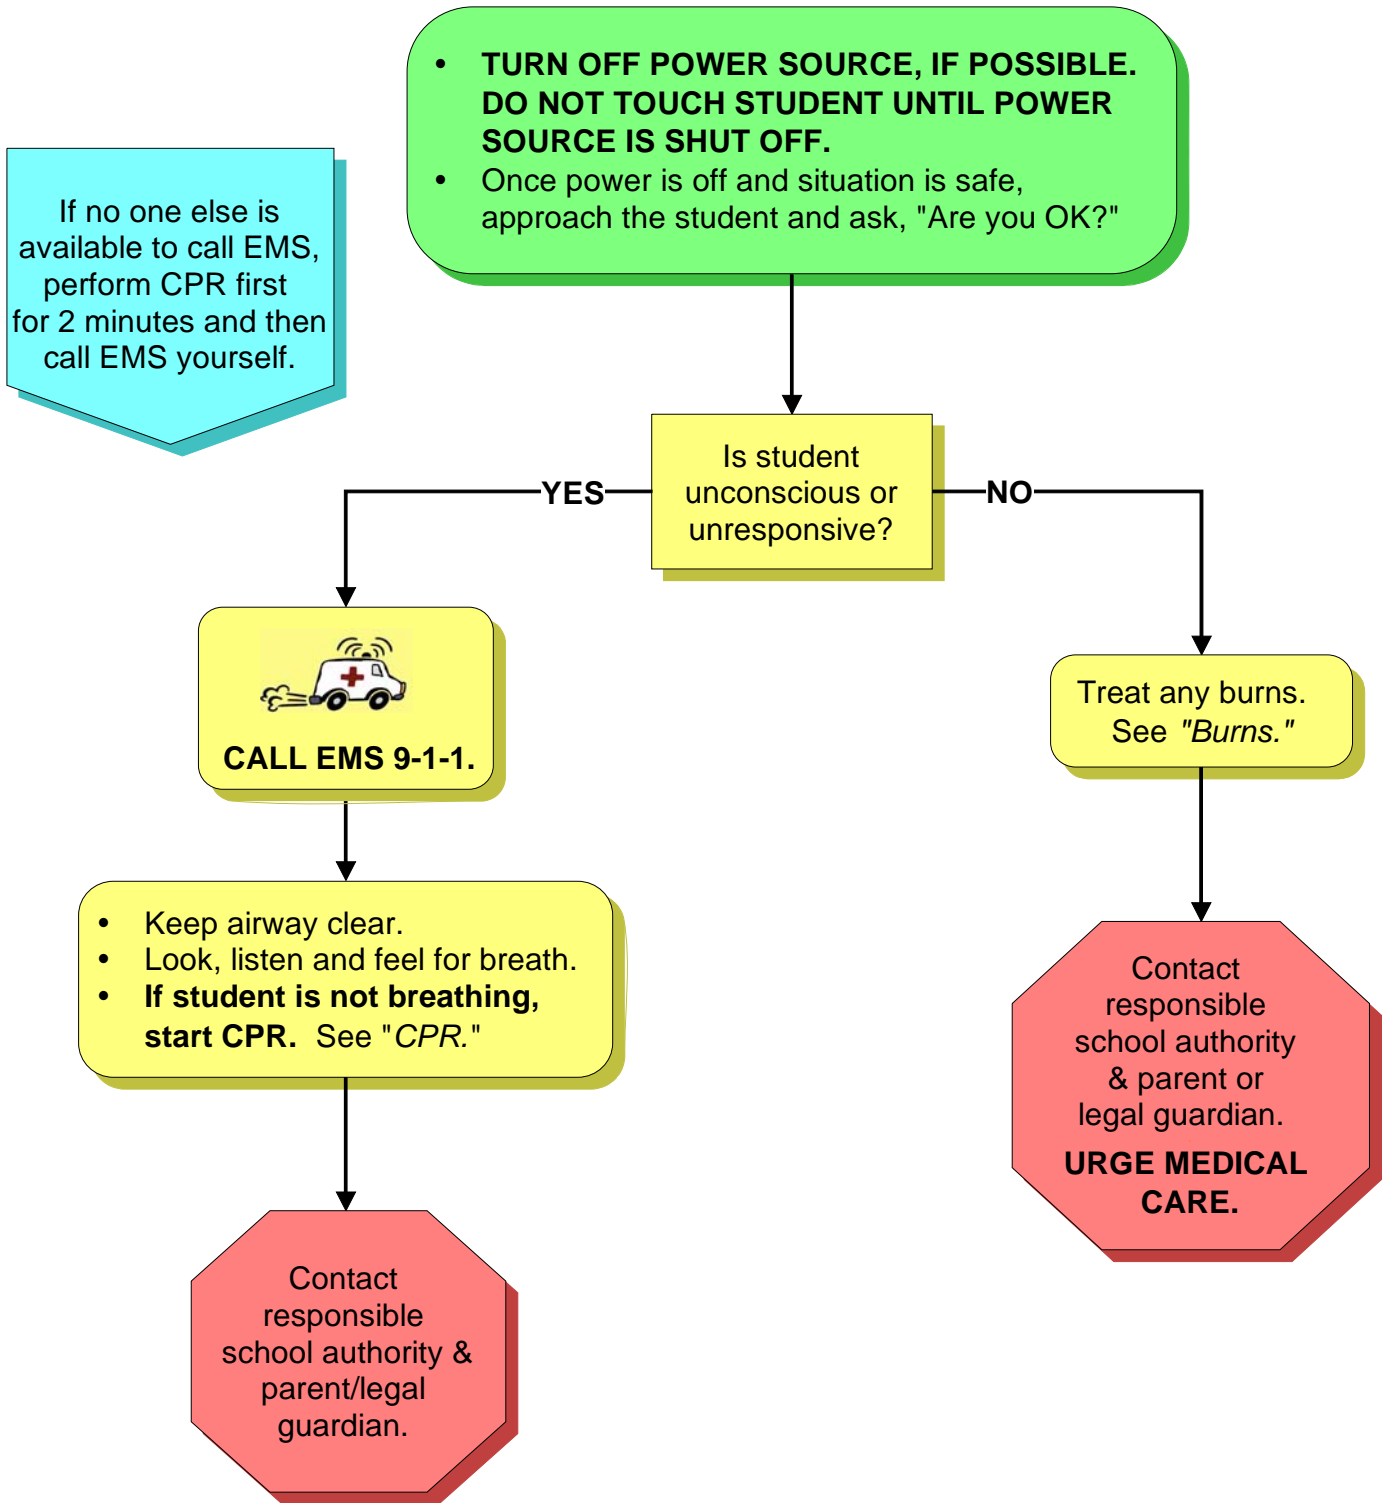 • TURN OFF POWER SOURCE, IF POSSIBLE.
DO NOT TOUCH STUDENT UNTIL POWER
SOURCE IS SHUT OFF.
• Once power is off and situation is safe,
approach the student and ask, "Are you OK?"
If no one else is
available to call EMS,
perform CPR first
for 2 minutes and then
call EMS yourself.
Is student
unconscious or
unresponsive?
YES
NO
CALL EMS 9-1-1.
Treat any burns.
See "Burns."
• Keep airway clear.
• Look, listen and feel for breath.
• If student is not breathing,
start CPR. See "CPR."
Contact
responsible
school authority
& parent or
legal guardian.
URGE MEDICAL
CARE.
Contact
responsible
school authority &
parent/legal
guardian.